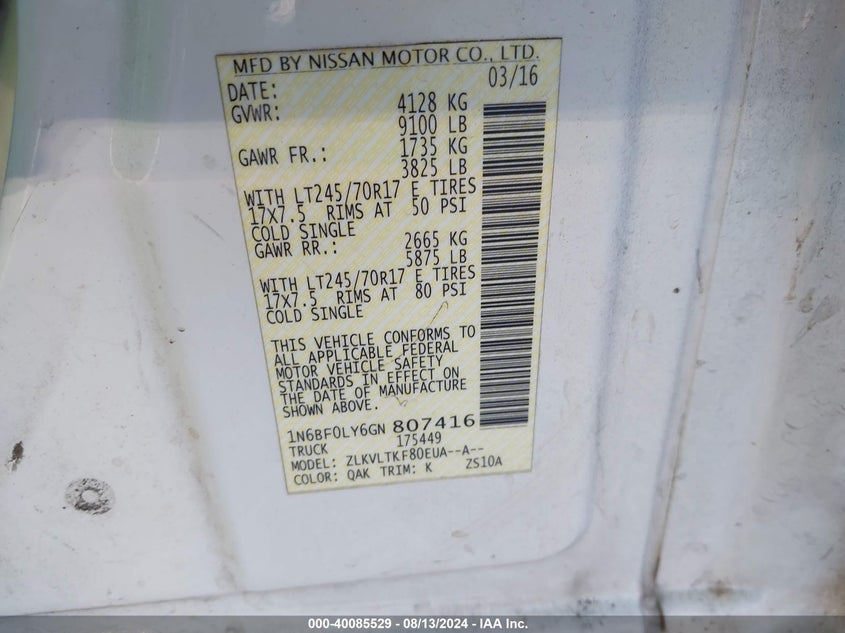 MFD BY NISSAN MOTOR CO., LTD.
DATE: 03/16
GVWR: 4128 KG
9100 LB
GAWR FR.: 1735 KG
3825 LB
WITH LT245/70R17 E TIRES
17X7.5 RIMS AT 50 PSI
COLD SINGLE
GAWR RR.: 2665 KG
5875 LB
WITH LT245/70R17 E TIRES
17X7.5 RIMS AT 80 PSI
COLD SINGLE
THIS VEHICLE CONFORMS TO
ALL APPLICABLE FEDERAL
MOTOR VEHICLE SAFETY
STANDARDS IN EFFECT ON
THE DATE OF MANUFACTURE
SHOWN ABOVE.
1N6BF0LY6GN 807416
TRUCK 175449
MODEL: ZLKVLTKF80EUA--A--
COLOR: QAK TRIM: K ZS10A
000-40085529 - 08/13/2024 - IAA Inc.